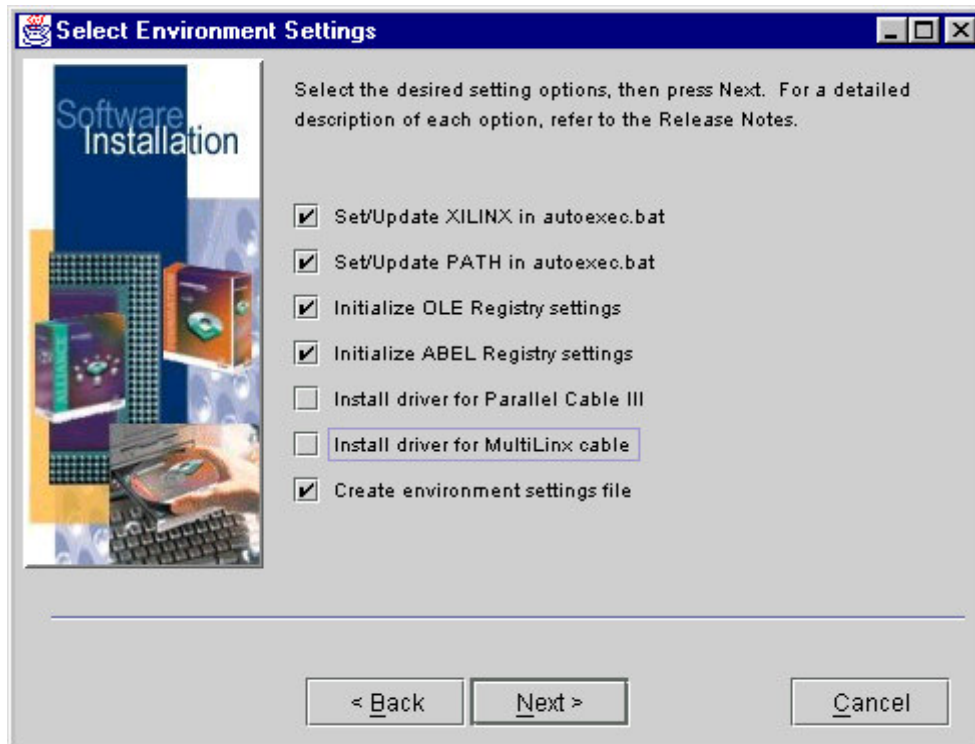 Select Environment Settings
Software
Installation
Select the desired setting options, then press Next. For a detailed
description of each option, refer to the Release Notes.
Set/Update XILINX in autoexec.bat
Set/Update PATH in autoexec.bat
Initialize OLE Registry settings
Initialize ABEL Registry settings
Install driver for Parallel Cable III
Install driver for MultiLinx cable
Create environment settings file
ALLIANCE
< Back
Next >
Cancel